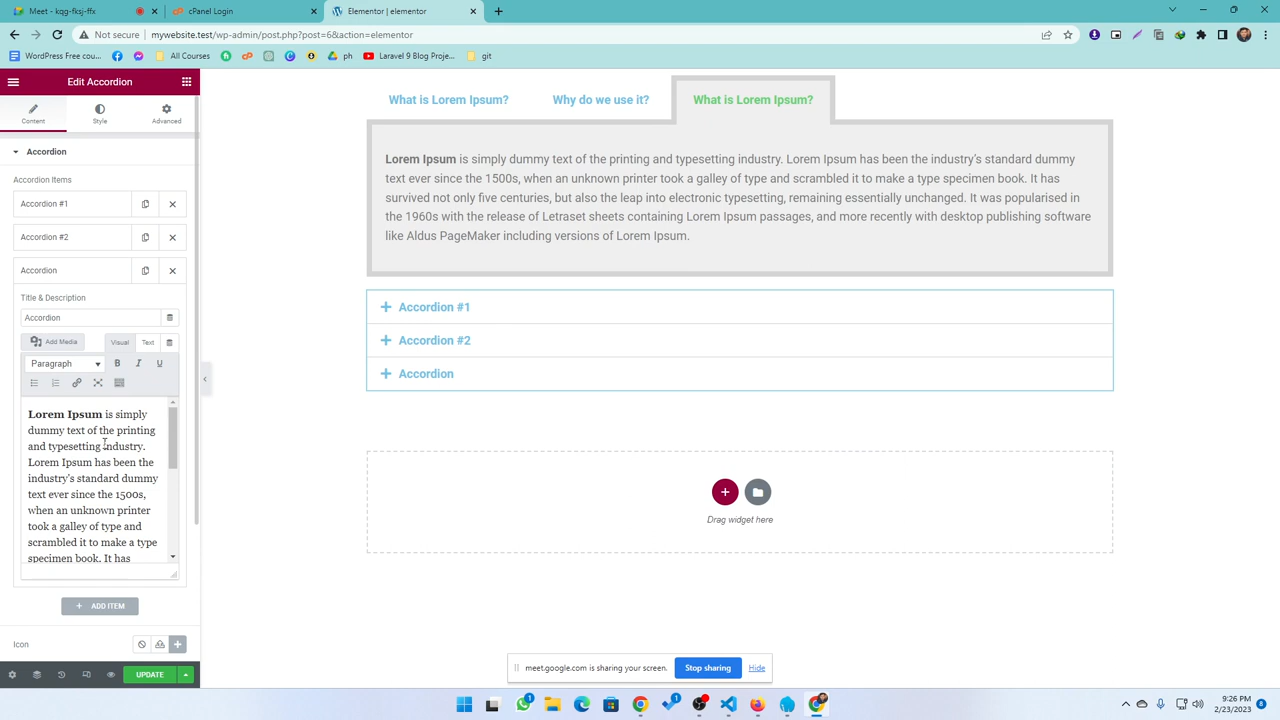 Meet - kqg-fksj-fxj
Panel Login
Elementor | elementor
Not secure
mywebsite.test/wp-admin/post.php?post=6&action=elementor
WordPress Free cou...
All Courses
ph
Laravel 9 Blog Proje...
git
Edit Accordion
Content
Style
Advanced
Accordion
Accordion Items
Accordion #1
Accordion #2
Accordion
Title & Description
Accordion
Add Media
Visual
Text
Paragraph
B
I
U
Lorem Ipsum is simply
dummy text of the printing
and typesetting industry.
Lorem Ipsum has been the
industry's standard dummy
text ever since the 1500s,
when an unknown printer
took a galley of type and
scrambled it to make a type
specimen book. It has
+ ADD ITEM
Icon
UPDATE
What is Lorem Ipsum?
Why do we use it?
What is Lorem Ipsum?
Lorem Ipsum is simply dummy text of the printing and typesetting industry. Lorem Ipsum has been the industry's standard dummy
text ever since the 1500s, when an unknown printer took a galley of type and scrambled it to make a type specimen book. It has
survived not only five centuries, but also the leap into electronic typesetting, remaining essentially unchanged. It was popularised in
the 1960s with the release of Letraset sheets containing Lorem Ipsum passages, and more recently with desktop publishing software
like Aldus PageMaker including versions of Lorem Ipsum.
Accordion #1
Accordion #2
Accordion
Drag widget here
meet.google.com is sharing your screen.
Stop sharing
Hide
9:26 PM
2/23/2023